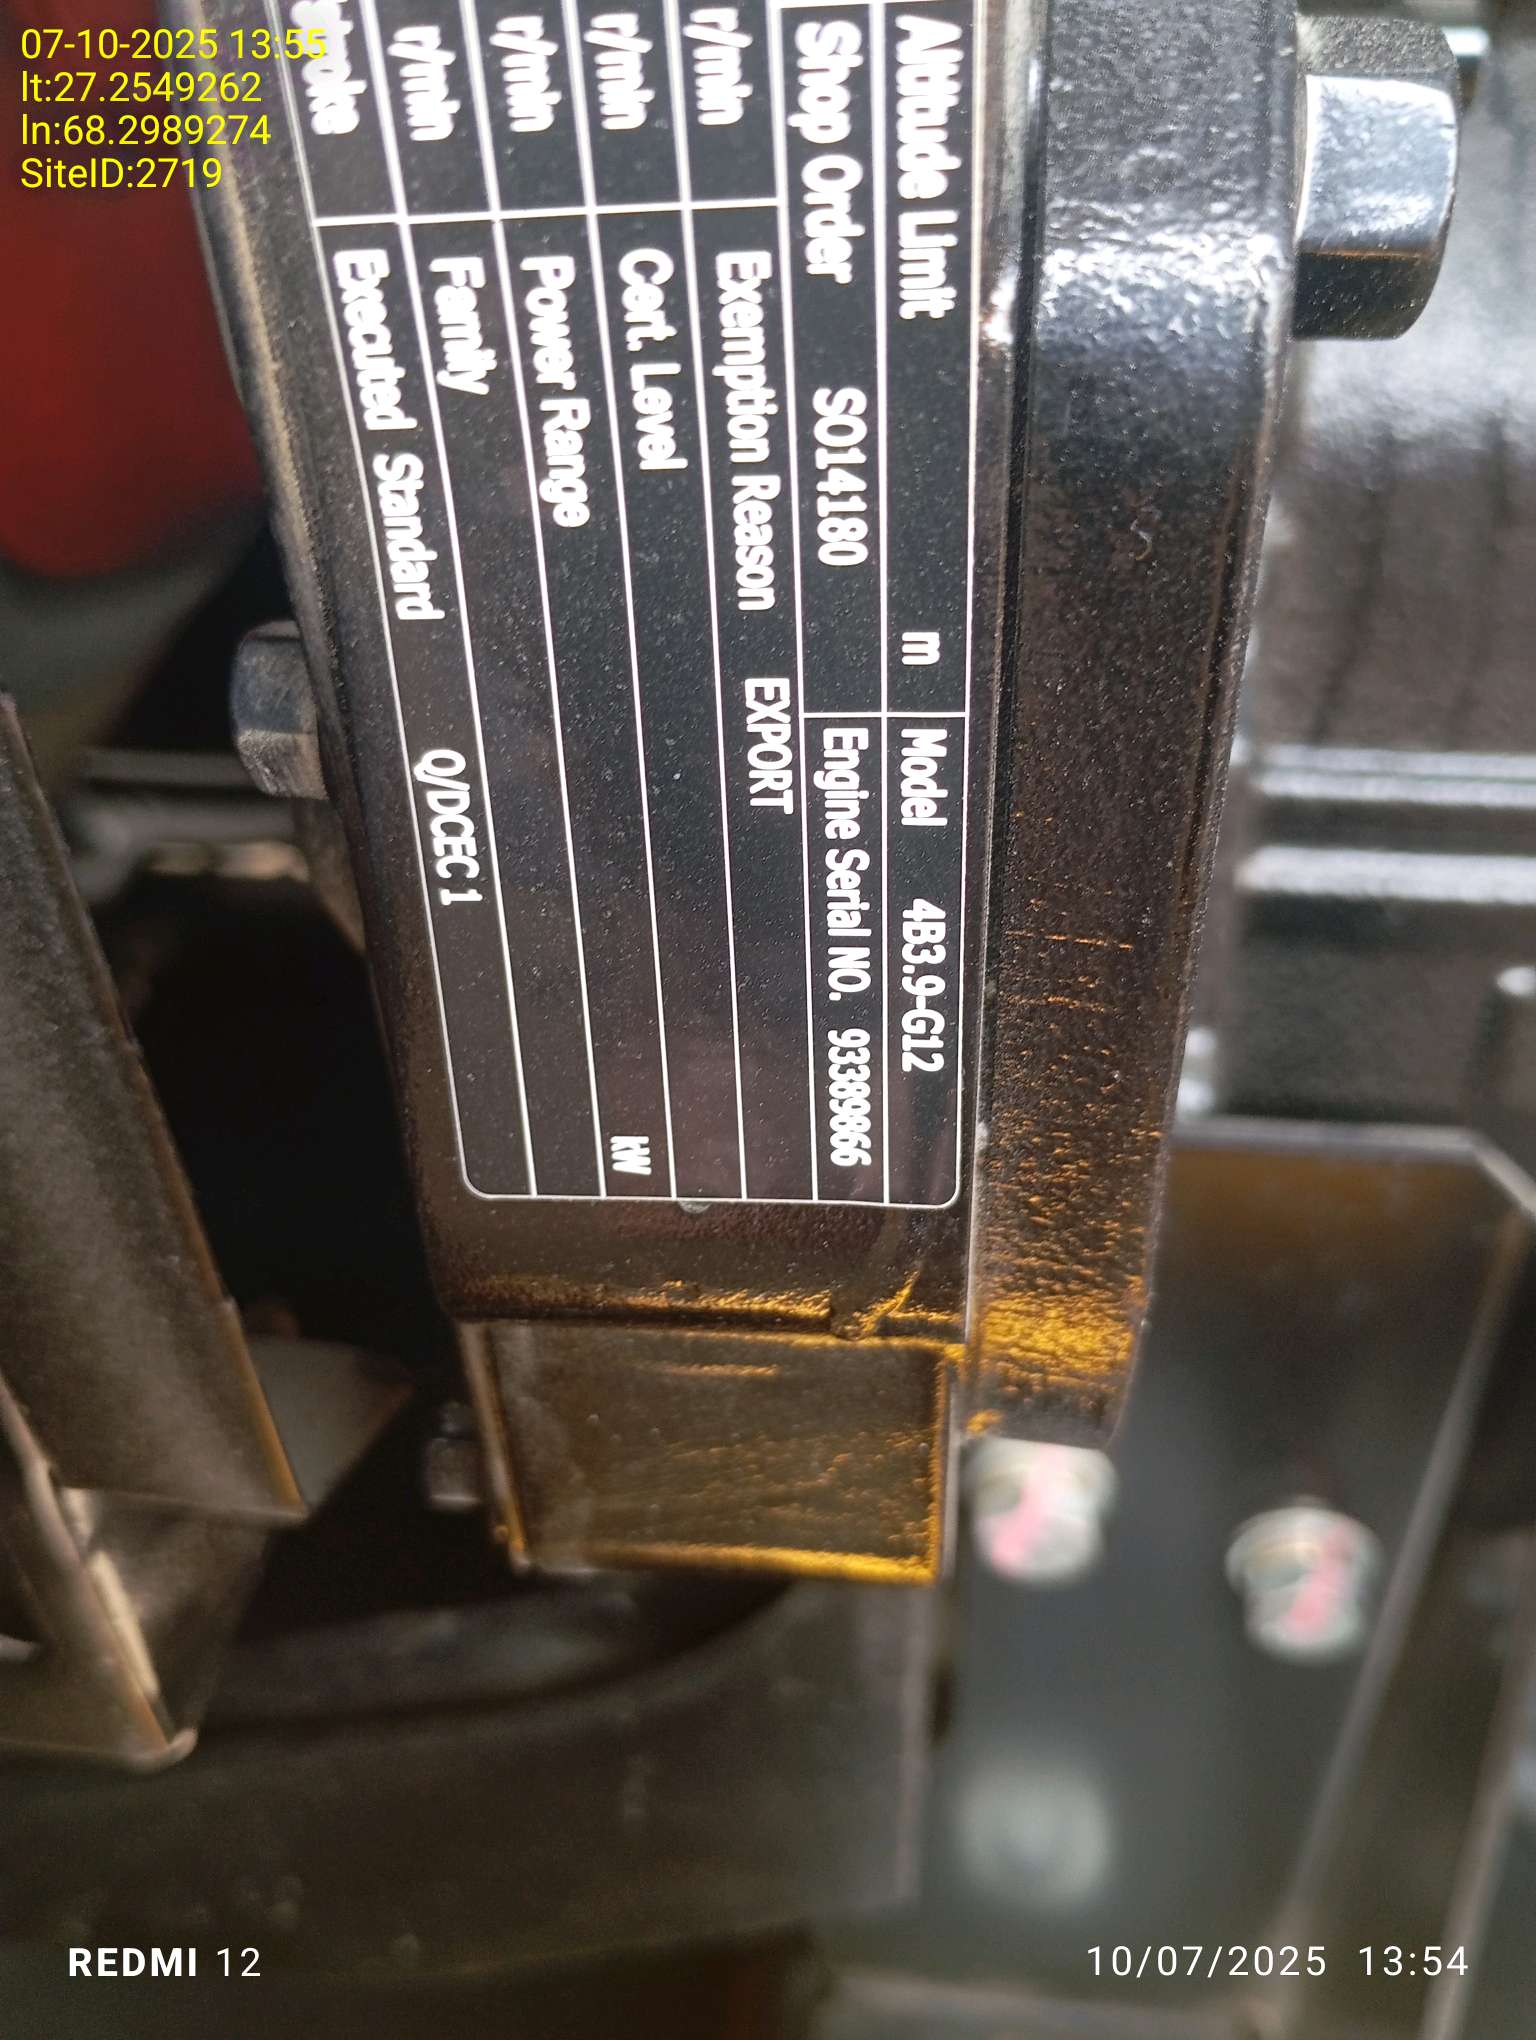 07-10-2025 13:55
lt:27.2549262
ln:68.2989274
SiteID:2719
Altitude Limit m Model 4B3.9-G12
Shop Order SO14180 Engine Serial NO. 93389866
r/min Exemption Reason EXPORT
r/min Cert. Level
r/min Power Range kW
r/min Family
Executed Standard Q/DCEC 1
REDMI 12
10/07/2025 13:54